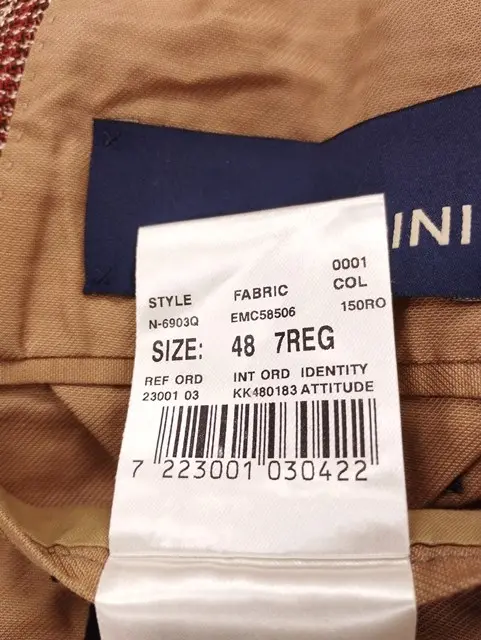 INI
0001
STYLE FABRIC COL
N-6903Q EMC58506 150RO
SIZE: 48 7REG
REF ORD INT ORD IDENTITY
23001 03 KK480183 ATTITUDE
7 223001 030422